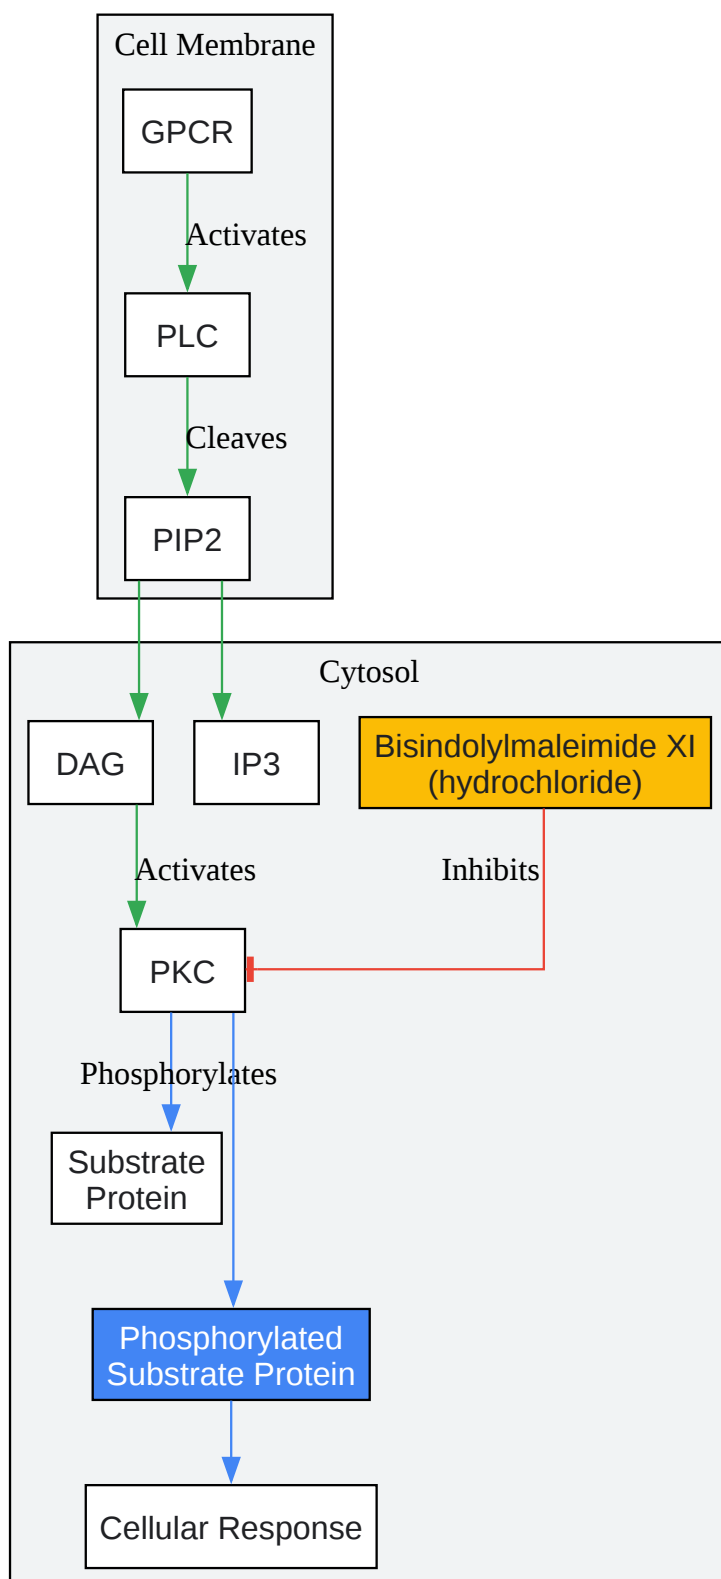 Cell Membrane
GPCR
Activates
PLC
Cleaves
PIP2
Cytosol
DAG
IP3
Bisindolylmaleimide XI
(hydrochloride)
Activates
Inhibits
PKC
Phosphorylates
Substrate
Protein
Phosphorylated
Substrate Protein
Cellular Response